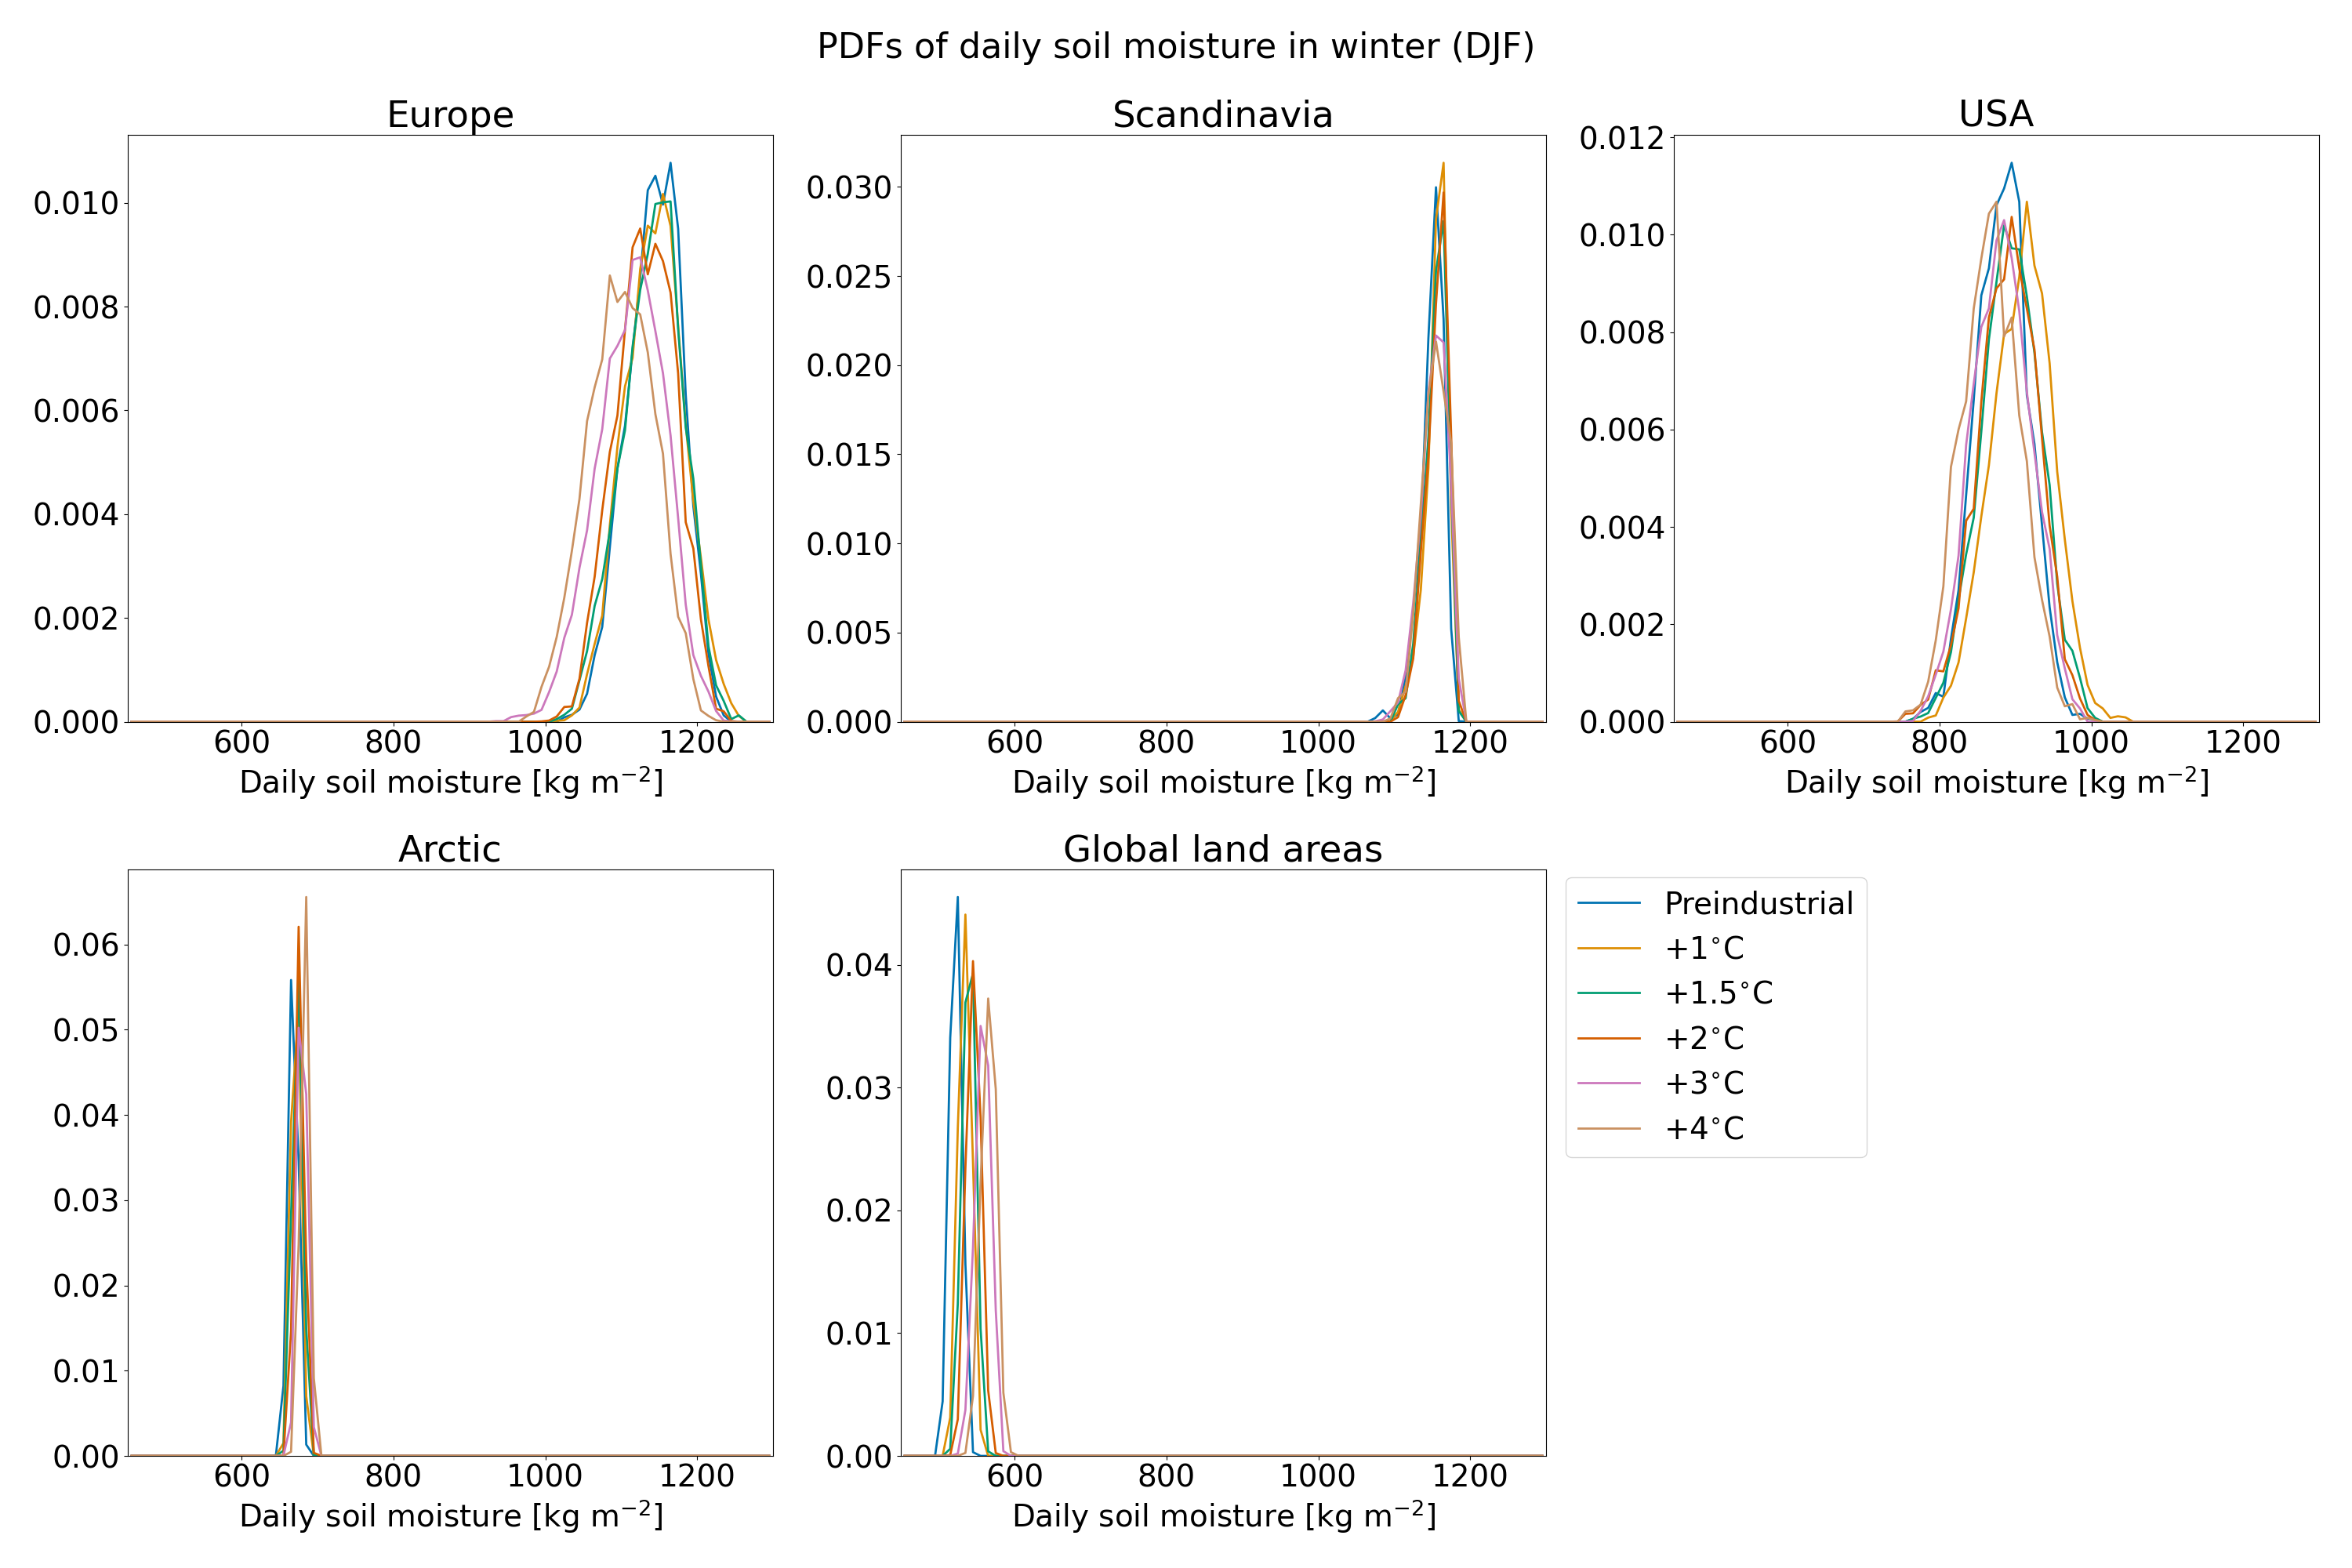 PDFs of daily soil moisture in winter (DJF)
Europe
0.010
0.008
0.006
0.004
0.002
0.000
600 800 1000 1200
Daily soil moisture [kg m⁻²]
Scandinavia
0.030
0.025
0.020
0.015
0.010
0.005
0.000
600 800 1000 1200
Daily soil moisture [kg m⁻²]
USA
0.012
0.010
0.008
0.006
0.004
0.002
0.000
600 800 1000 1200
Daily soil moisture [kg m⁻²]
Arctic
0.06
0.05
0.04
0.03
0.02
0.01
0.00
600 800 1000 1200
Daily soil moisture [kg m⁻²]
Global land areas
0.04
0.03
0.02
0.01
0.00
600 800 1000 1200
Daily soil moisture [kg m⁻²]
Preindustrial
+1°C
+1.5°C
+2°C
+3°C
+4°C